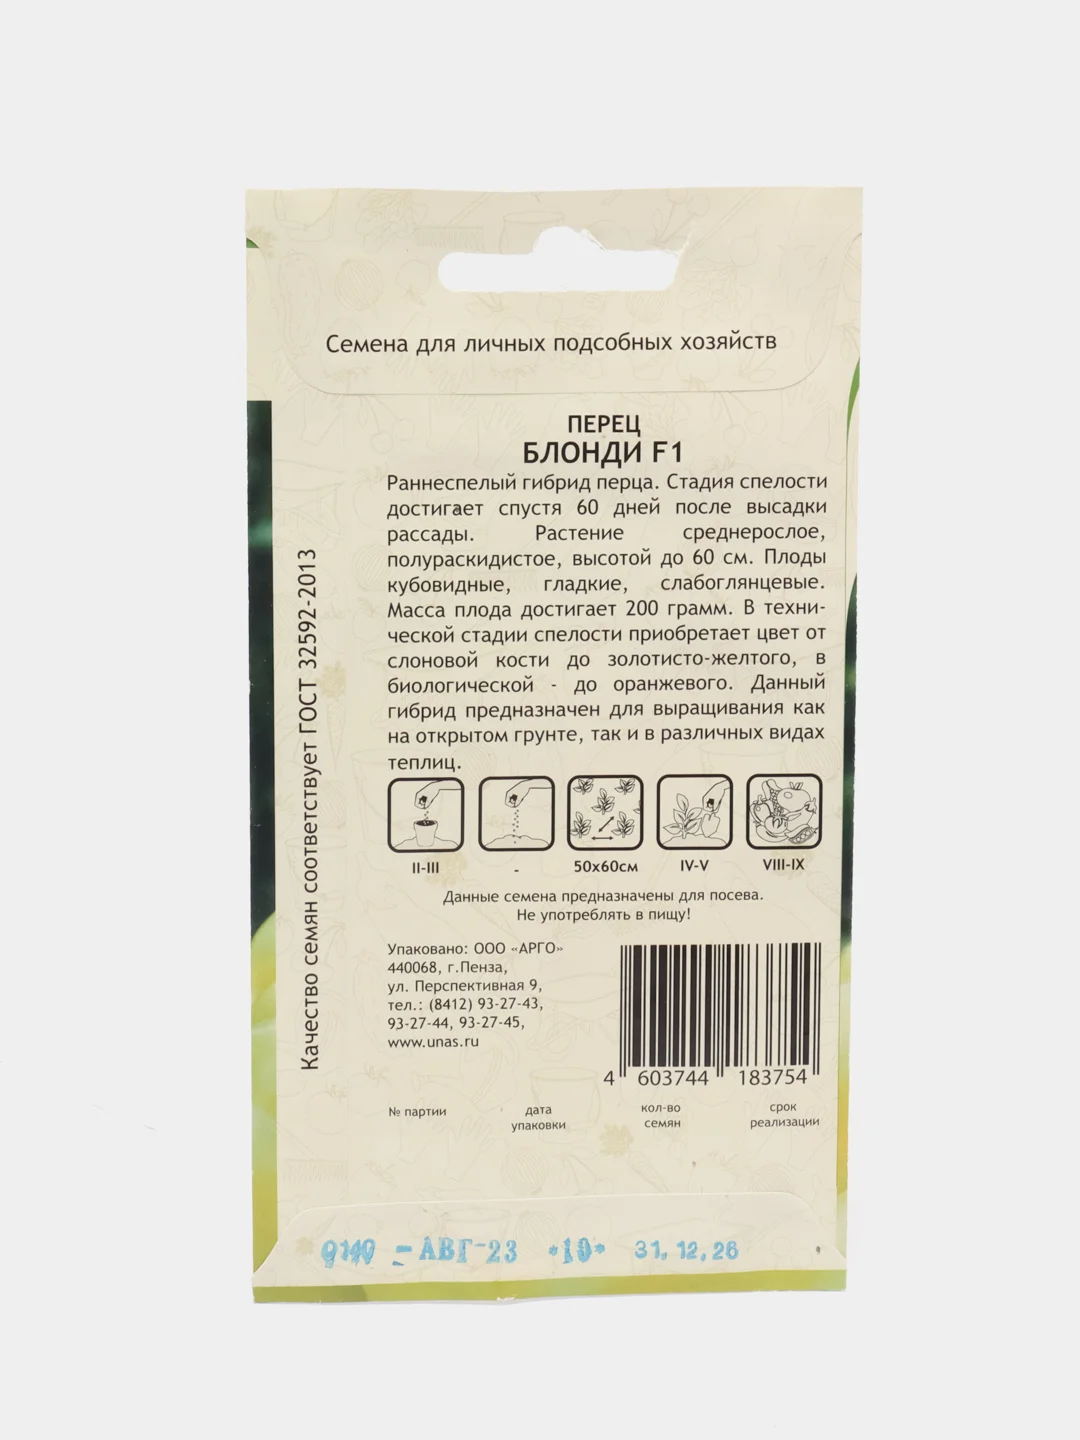 Семена для личных подсобных хозяйств
ПЕРЕЦ
БЛОНДИ F1
Раннеспелый гибрид перца. Стадия спелости
достигает спустя 60 дней после высадки
рассады. Растение среднерослое,
полураскидистое, высотой до 60 см. Плоды
кубовидные, гладкие, слабоглянцевые.
Масса плода достигает 200 грамм. В техни-
ческой стадии спелости приобретает цвет от
слоновой кости до золотисто-желтого, в
биологической - до оранжевого. Данный
гибрид предназначен для выращивания как
на открытом грунте, так и в различных видах
теплиц.
II-III - 50х60см IV-V VIII-IX
Данные семена предназначены для посева.
Не употреблять в пищу!
Качество семян соответствует ГОСТ 32592-2013
Упаковано: ООО «АРГО»
440068, г.Пенза,
ул. Перспективная 9,
тел.: (8412) 93-27-43,
93-27-44, 93-27-45,
www.unas.ru
4 603744 183754
№ партии
дата
упаковки
кол-во
семян
срок
реализации
АВГ-23 *10* 31.12.26